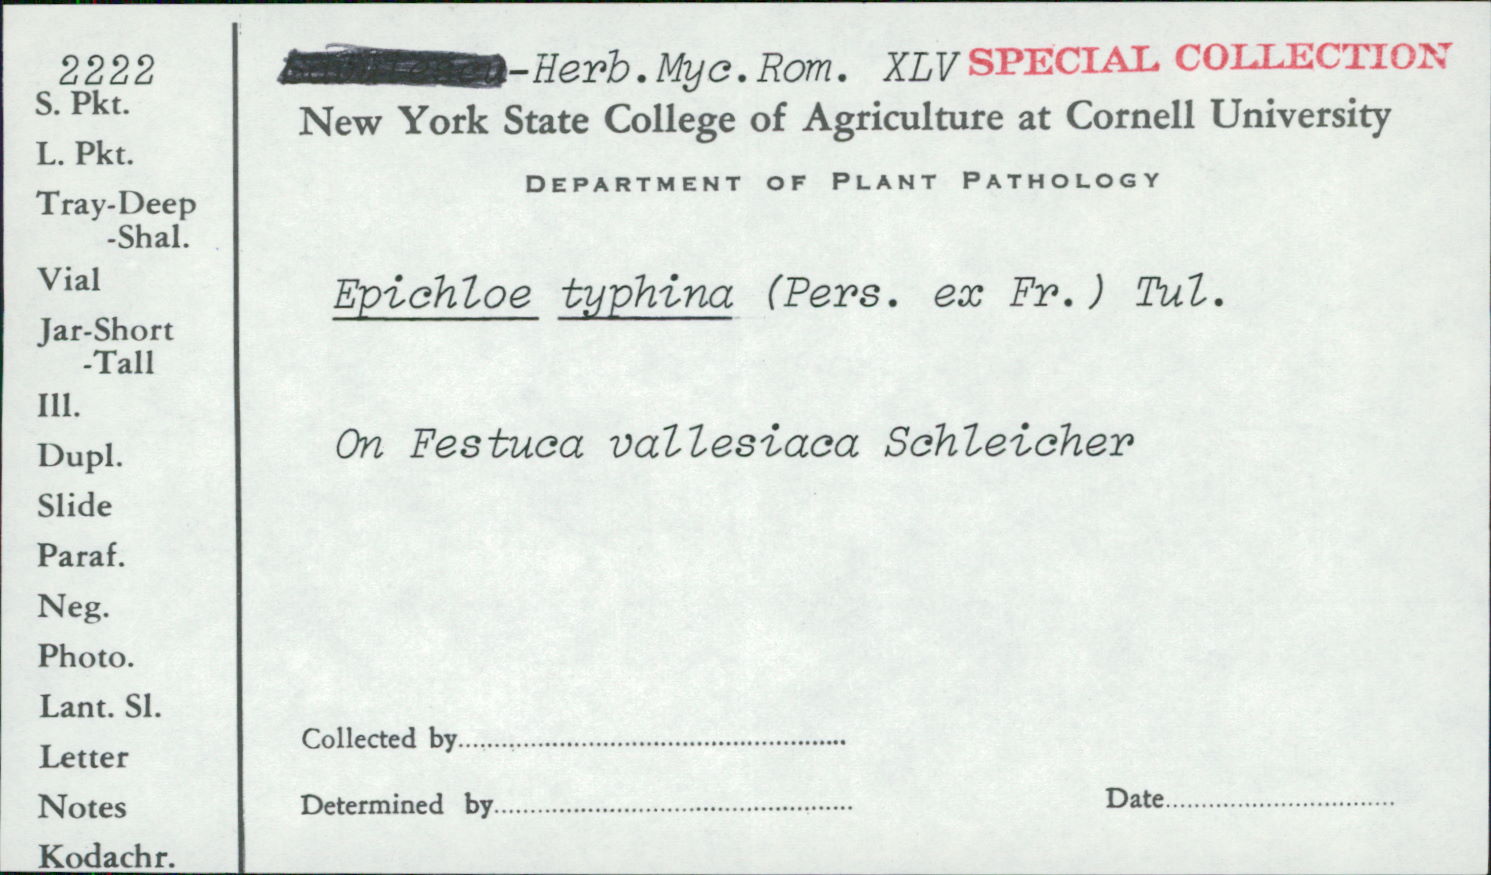 2222
S. Pkt.
L. Pkt.
Tray-Deep
-Shal.
Vial
Jar-Short
-Tall
Ill.
Dupl.
Slide
Paraf.
Neg.
Photo.
Lant. Sl.
Letter
Notes
Kodachr.
-Herb.Myc.Rom. XLV SPECIAL COLLECTION
New York State College of Agriculture at Cornell University
DEPARTMENT OF PLANT PATHOLOGY
Epichloe typhina (Pers. ex Fr.) Tul.
On Festuca vallesiaca Schleicher
Collected by
Determined by
Date